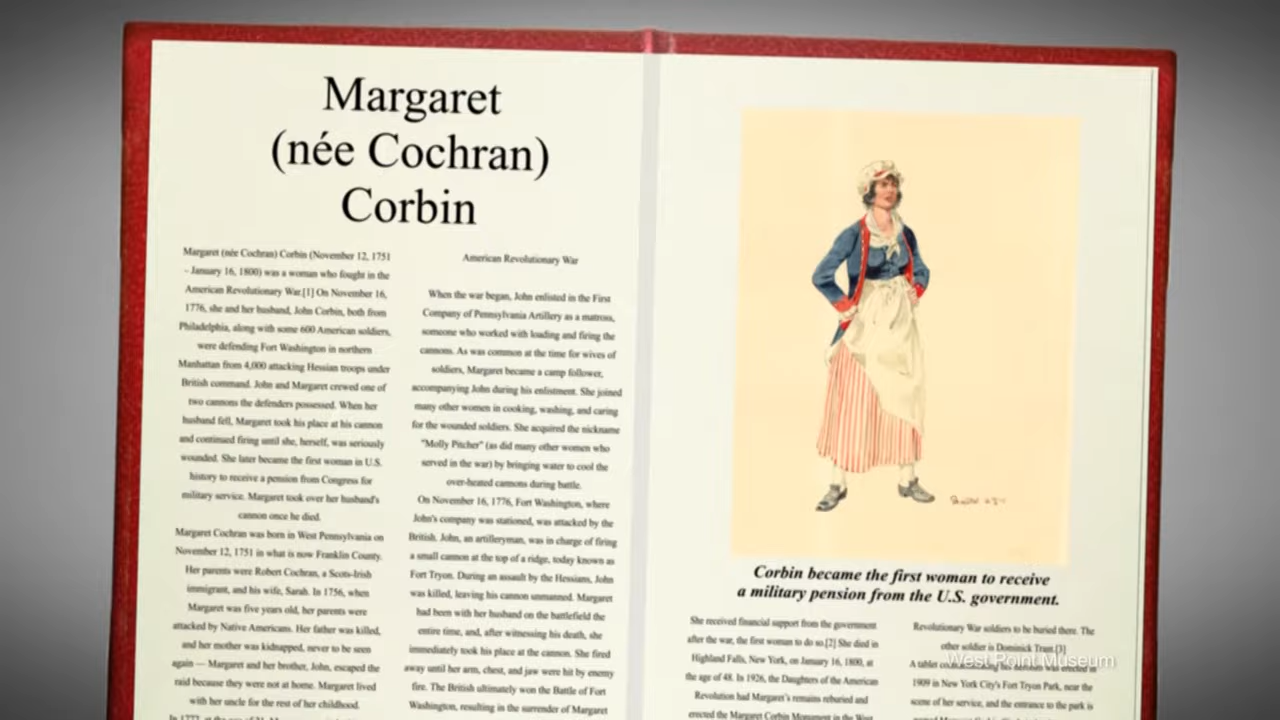 Margaret
(née Cochran)
Corbin
Margaret (née Cochran) Corbin (November 12, 1751
– January 16, 1800) was a woman who fought in the
American Revolutionary War.[1] On November 16,
1776, she and her husband, John Corbin, both from
Philadelphia, along with some 600 American soldiers,
were defending Fort Washington in northern
Manhattan from 4,000 attacking Hessian troops under
British command. John and Margaret crewed one of
two cannons the defenders possessed. When her
husband fell, Margaret took his place at his cannon
and continued firing until she, herself, was seriously
wounded. She later became the first woman in U.S.
history to receive a pension from Congress for
military service. Margaret took over her husband's
cannon once he died.
Margaret Cochran was born in West Pennsylvania on
November 12, 1751 in what is now Franklin County.
Her parents were Robert Cochran, a Scots-Irish
immigrant, and his wife, Sarah. In 1756, when
Margaret was five years old, her parents were
attacked by Native Americans. Her father was killed,
and her mother was kidnapped, never to be seen
again — Margaret and her brother, John, escaped the
raid because they were not at home. Margaret lived
with her uncle for the rest of her childhood.
American Revolutionary War
When the war began, John enlisted in the First
Company of Pennsylvania Artillery as a matross,
someone who worked with loading and firing the
cannons. As was common at the time for wives of
soldiers, Margaret became a camp follower,
accompanying John during his enlistment. She joined
many other women in cooking, washing, and caring
for the wounded soldiers. She acquired the nickname
"Molly Pitcher" (as did many other women who
served in the war) by bringing water to cool the
over-heated cannons during battle.
On November 16, 1776, Fort Washington, where
John's company was stationed, was attacked by the
British. John, an artilleryman, was in charge of firing
a small cannon at the top of a ridge, today known as
Fort Tryon. During an assault by the Hessians, John
was killed, leaving his cannon unmanned. Margaret
had been with her husband on the battlefield the
entire time, and, after witnessing his death, she
immediately took his place at the cannon. She fired
away until her arm, chest, and jaw were hit by enemy
fire. The British ultimately won the Battle of Fort
Washington, resulting in the surrender of Margaret
Corbin became the first woman to receive
a military pension from the U.S. government.
She received financial support from the government
after the war, the first woman to do so.[2] She died in
Highland Falls, New York, on January 16, 1800, at
the age of 48. In 1926, the Daughters of the American
Revolution had Margaret's remains reburied and
erected the Margaret Corbin Monument in the West
Revolutionary War soldiers to be buried there. The
other soldier is Dominick Trant.[3]
A tablet was erected in
1909 in New York City's Fort Tryon Park, near the
scene of her service, and the entrance to the park is
West Point Museum